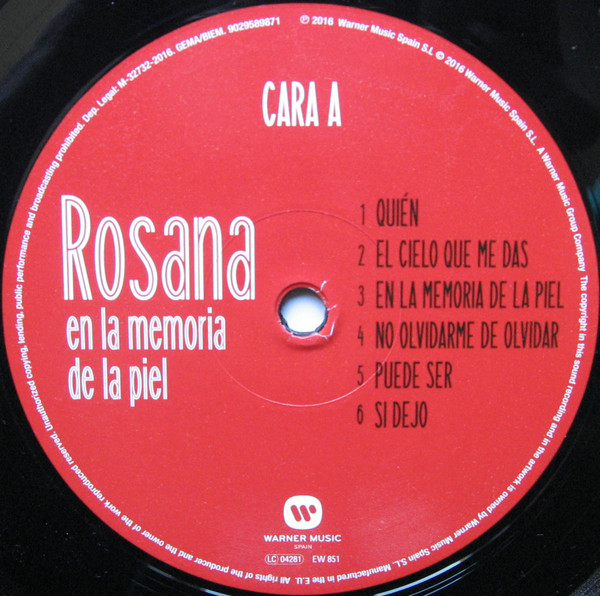 ℗ 2016 Warner Music Spain S.L © 2016 Warner Music Spain S.L. A Warner Music Group Company The copyright in this sound recording and in the artwork is owned by Warner Music Spain S.L. Manufactured in the E.U. All rights of the producer and the owner of the work reproduced reserved. Unauthorized copying, lending, public performance and broadcasting prohibited. Dep. Legal: M-32732-2016. GEMA/BIEM. 9029589871
CARA A
Rosana
en la memoria
de la piel
1 QUIÉN
2 EL CIELO QUE ME DAS
3 EN LA MEMORIA DE LA PIEL
4 NO OLVIDARME DE OLVIDAR
5 PUEDE SER
6 SI DEJO
WARNER MUSIC
SPAIN
LC 04281 EW 851